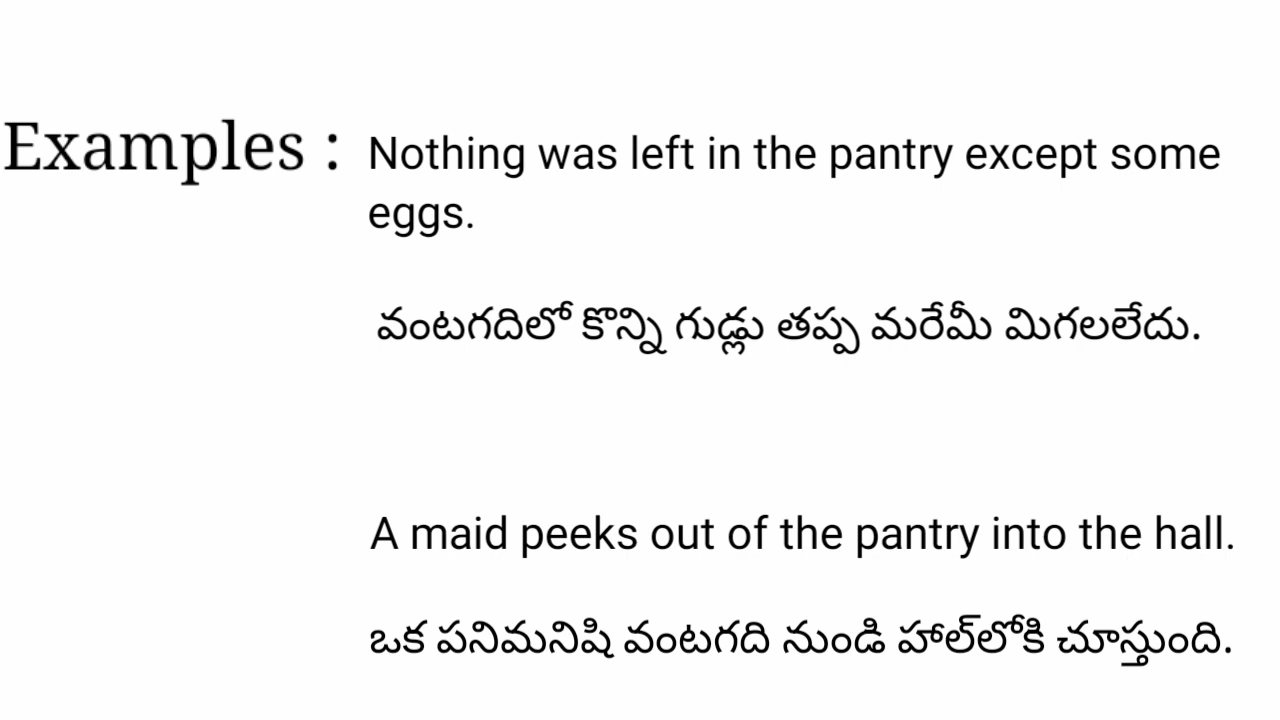 Examples : Nothing was left in the pantry except some
eggs.
వంటగదిలో కొన్ని గుడ్లు తప్ప మరేమీ మిగలలేదు.
A maid peeks out of the pantry into the hall.
ఒక పనిమనిషి వంటగది నుండి హాల్‌లోకి చూస్తుంది.